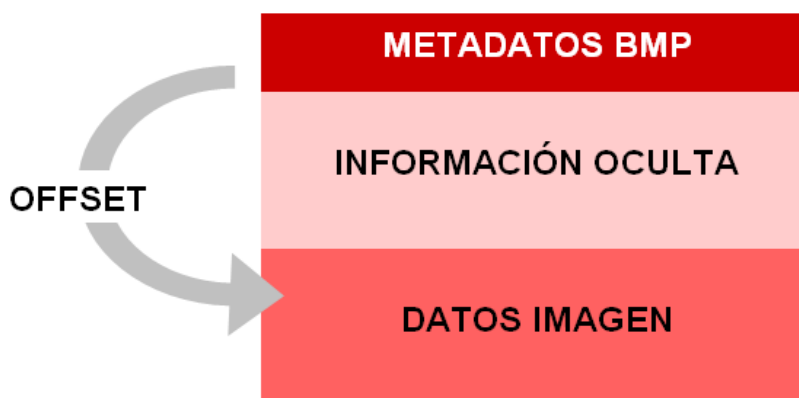 METADATOS BMP
INFORMACIÓN OCULTA
OFFSET
DATOS IMAGEN